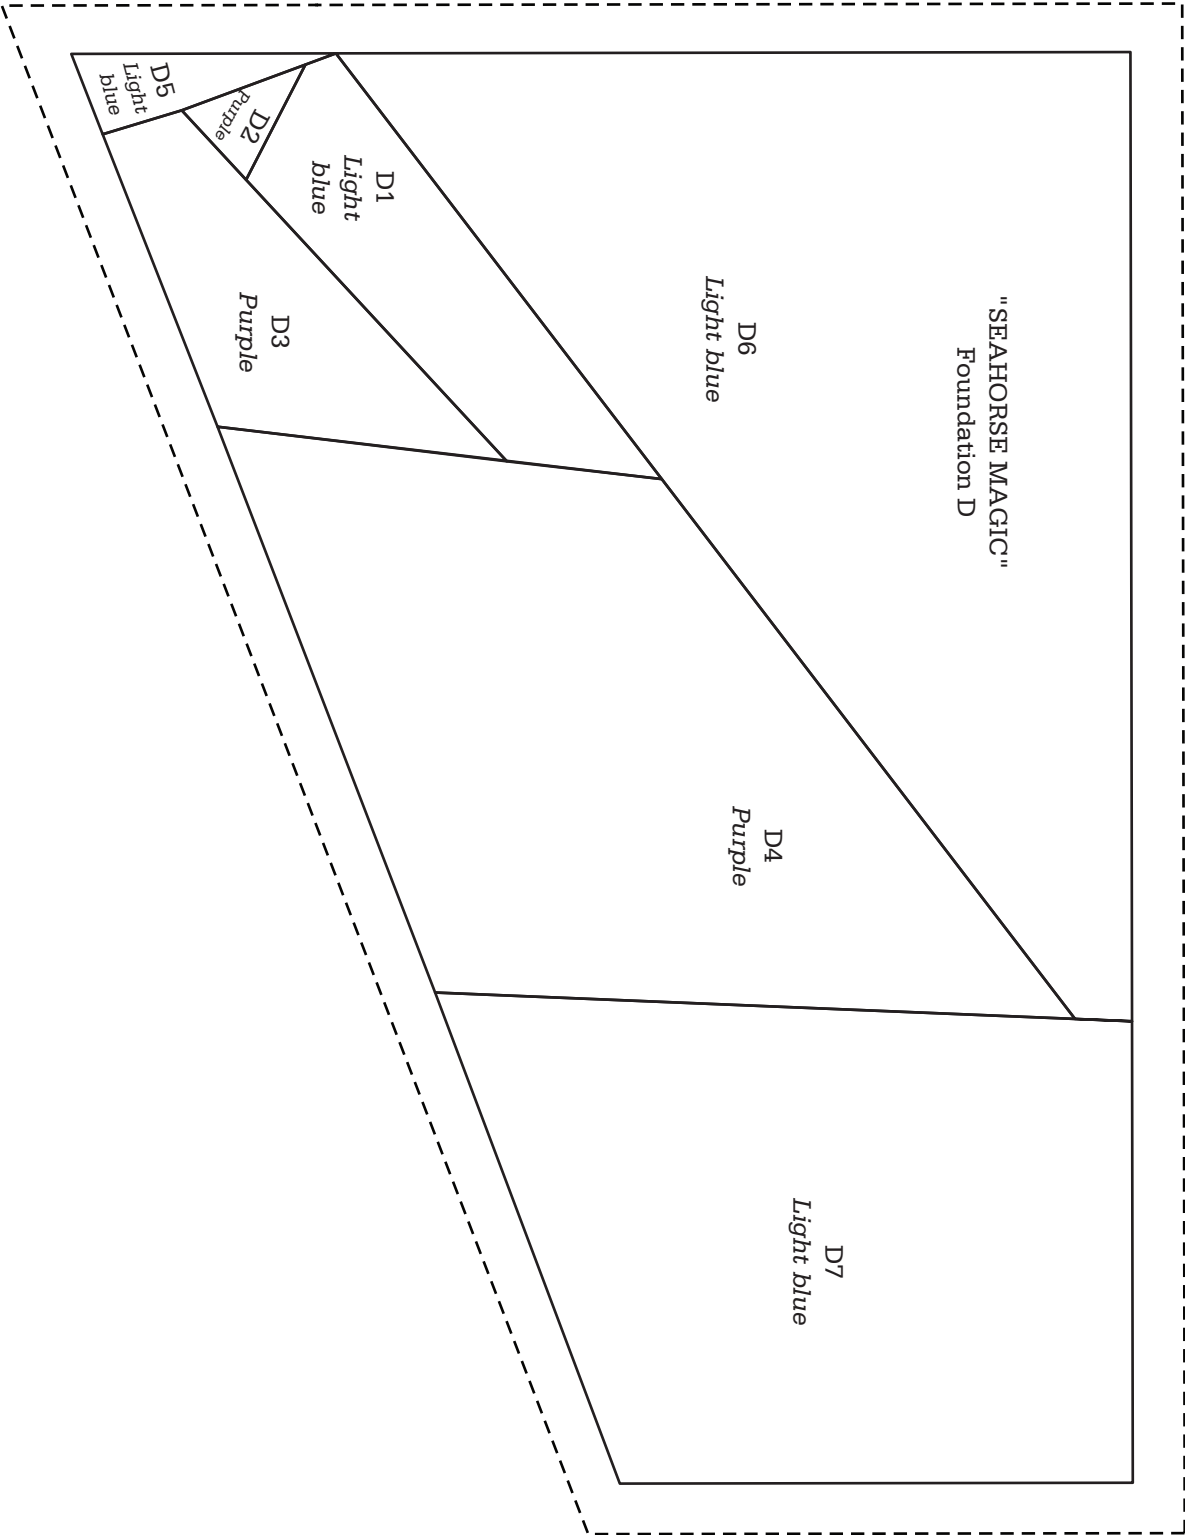 "SEAHORSE MAGIC"
Foundation D
D6
Light blue
D1
Light
blue
D2
Purple
D5
Light
blue
D3
Purple
D4
Purple
D7
Light blue